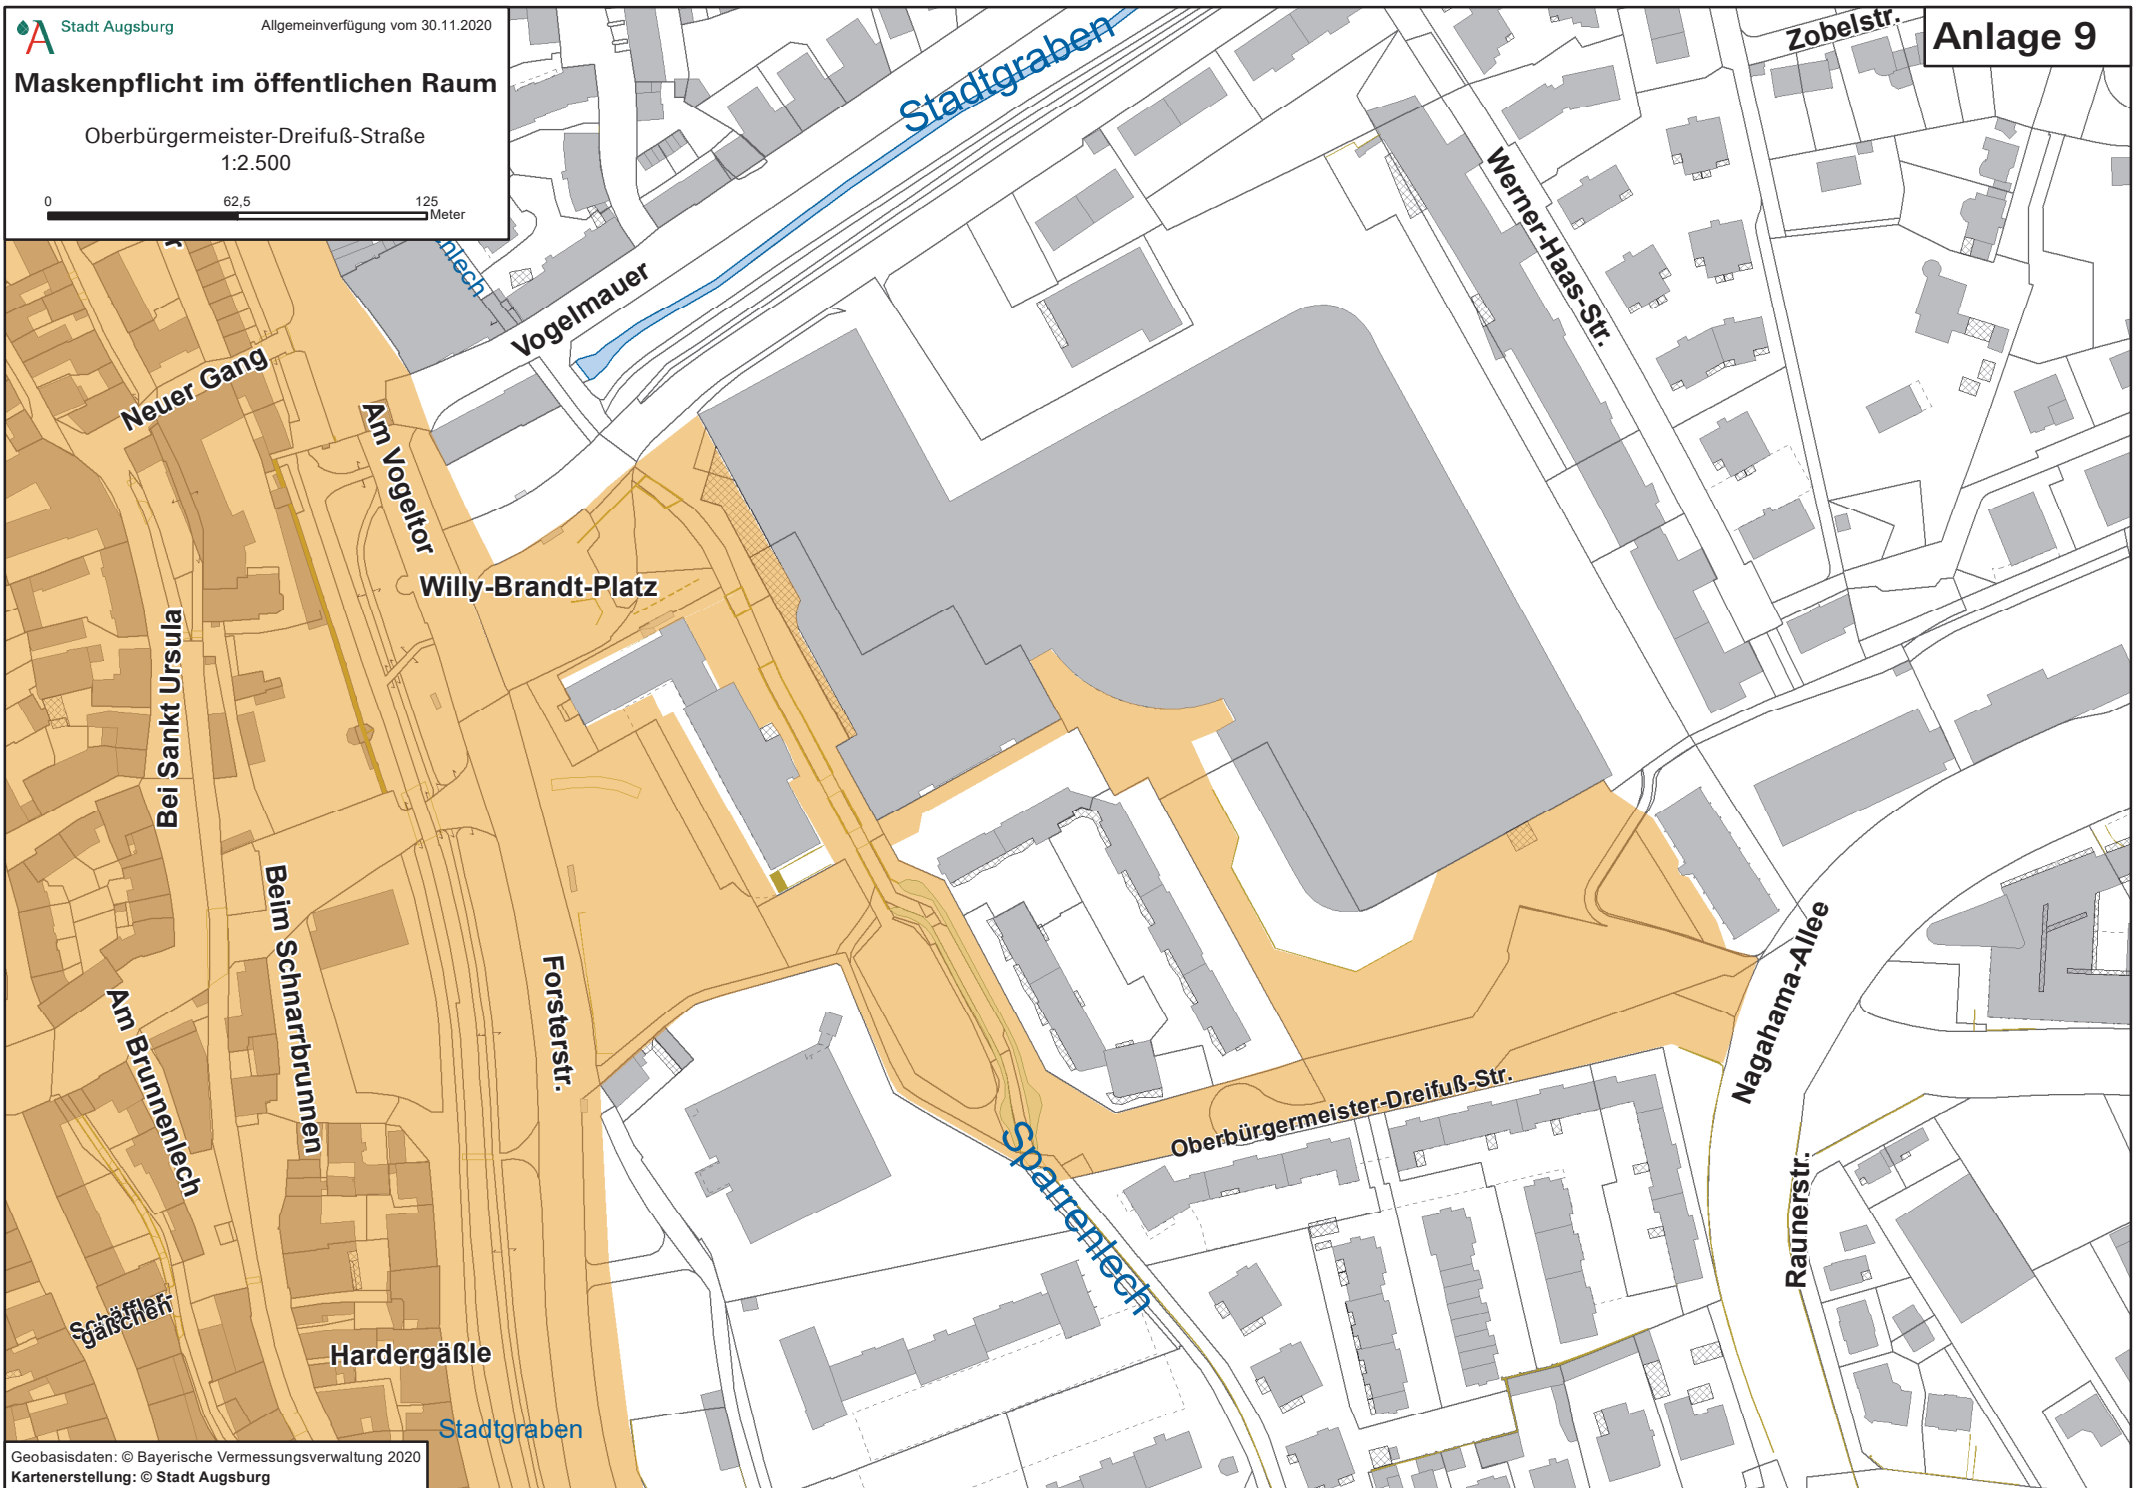 Stadt Augsburg
Allgemeinverfügung vom 30.11.2020
Maskenpflicht im öffentlichen Raum
Oberbürgermeister-Dreifuß-Straße
1:2.500
0 62,5 125
Meter
Anlage 9
Zobelstr.
Stadtgraben
Werner-Haas-Str.
Vogelmauer
Neuer Gang
Am Vogeltor
Willy-Brandt-Platz
Bei Sankt Ursula
Beim Schnarrbrunnen
Am Brunnenlech
Forsterstr.
Nagahama-Allee
Oberbürgermeister-Dreifuß-Str.
Sparrenlech
Raunerstr.
Schäffler-
gäßchen
Hardergäßle
Stadtgraben
Geobasisdaten: © Bayerische Vermessungsverwaltung 2020
Kartenerstellung: © Stadt Augsburg